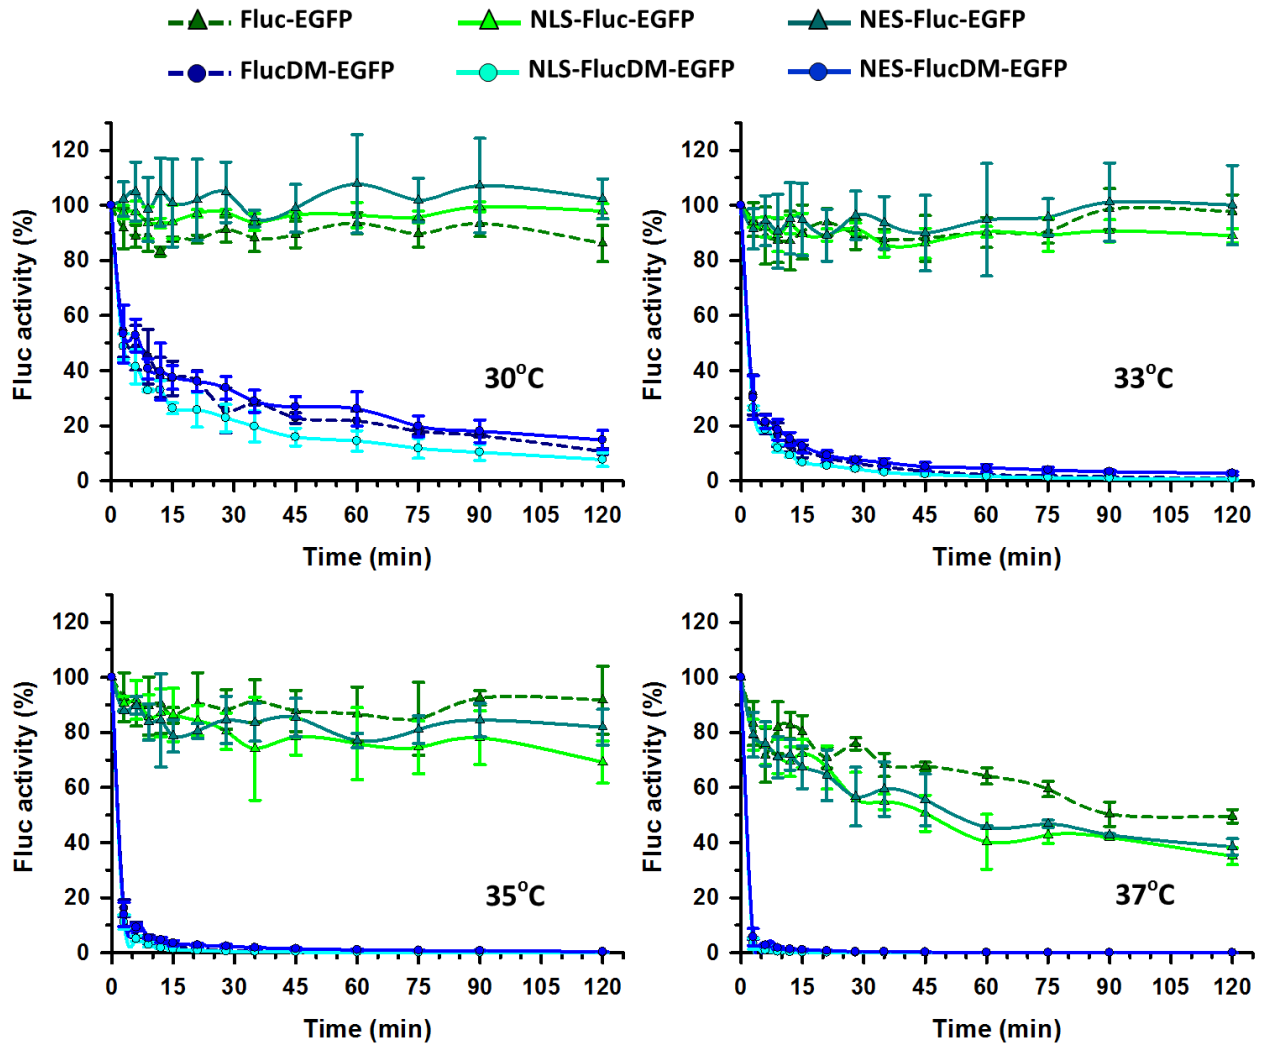 Fluc-EGFP NLS-Fluc-EGFP NES-Fluc-EGFP
FlucDM-EGFP NLS-FlucDM-EGFP NES-FlucDM-EGFP
Fluc activity (%)
120
100
80
60
40
20
0
30°C
0 15 30 45 60 75 90 105 120
Time (min)
Fluc activity (%)
120
100
80
60
40
20
0
33°C
0 15 30 45 60 75 90 105 120
Time (min)
Fluc activity (%)
120
100
80
60
40
20
0
35°C
0 15 30 45 60 75 90 105 120
Time (min)
Fluc activity (%)
120
100
80
60
40
20
0
37°C
0 15 30 45 60 75 90 105 120
Time (min)